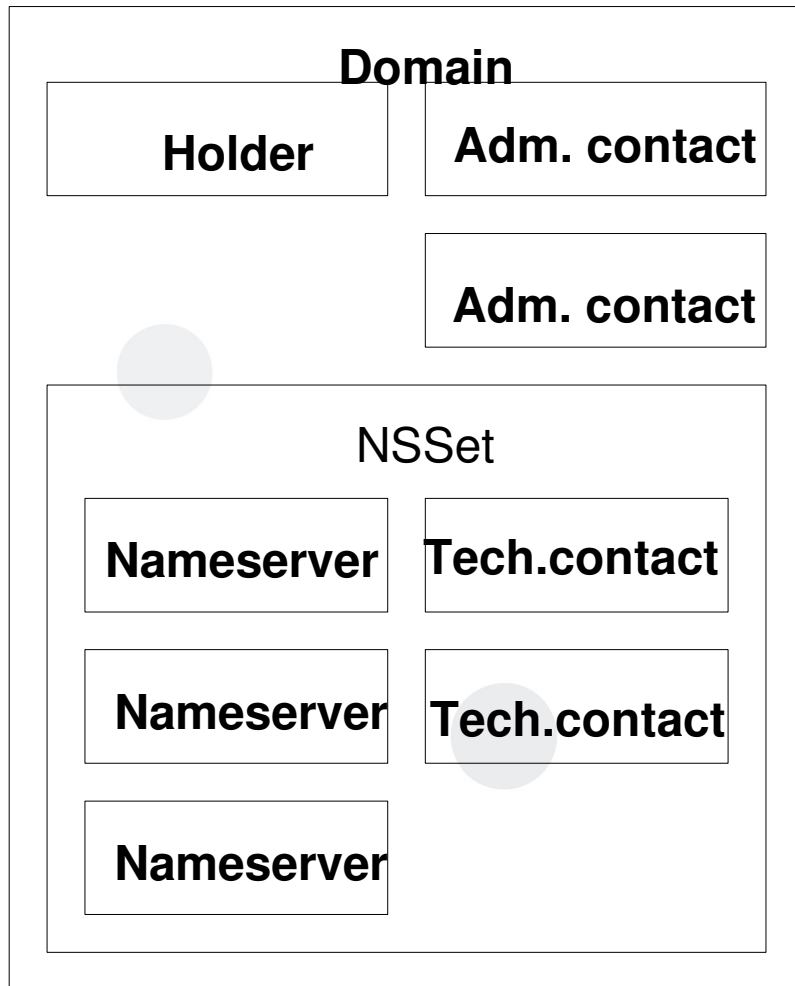 Domain
Holder
Adm. contact
Adm. contact
NSSet
Nameserver
Tech.contact
Nameserver
Tech.contact
Nameserver